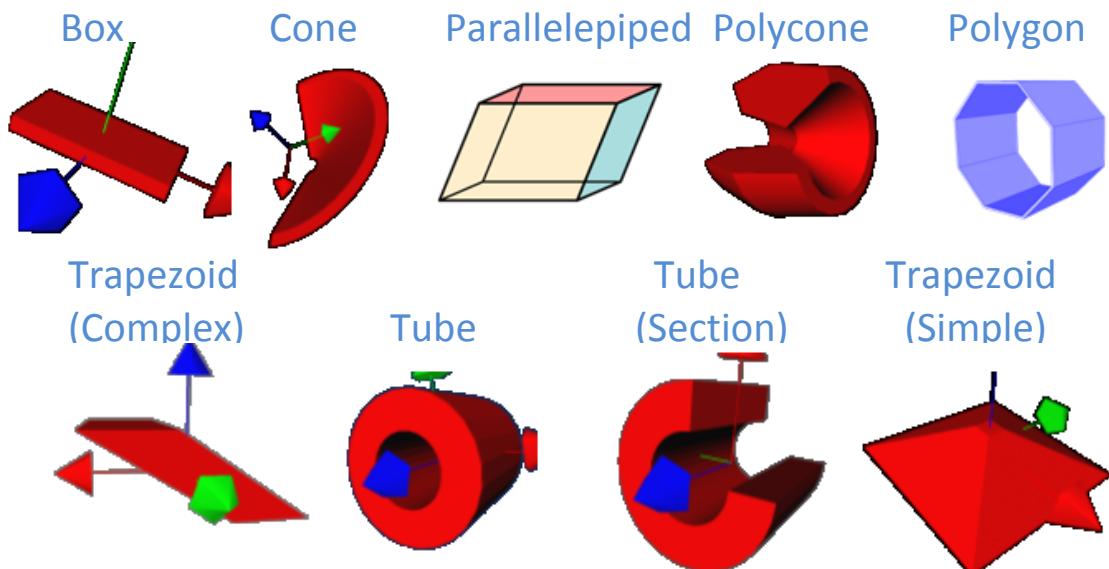 Box Cone Parallelepiped Polycone Polygon
Trapezoid
(Complex)
Tube
Tube
(Section)
Trapezoid
(Simple)